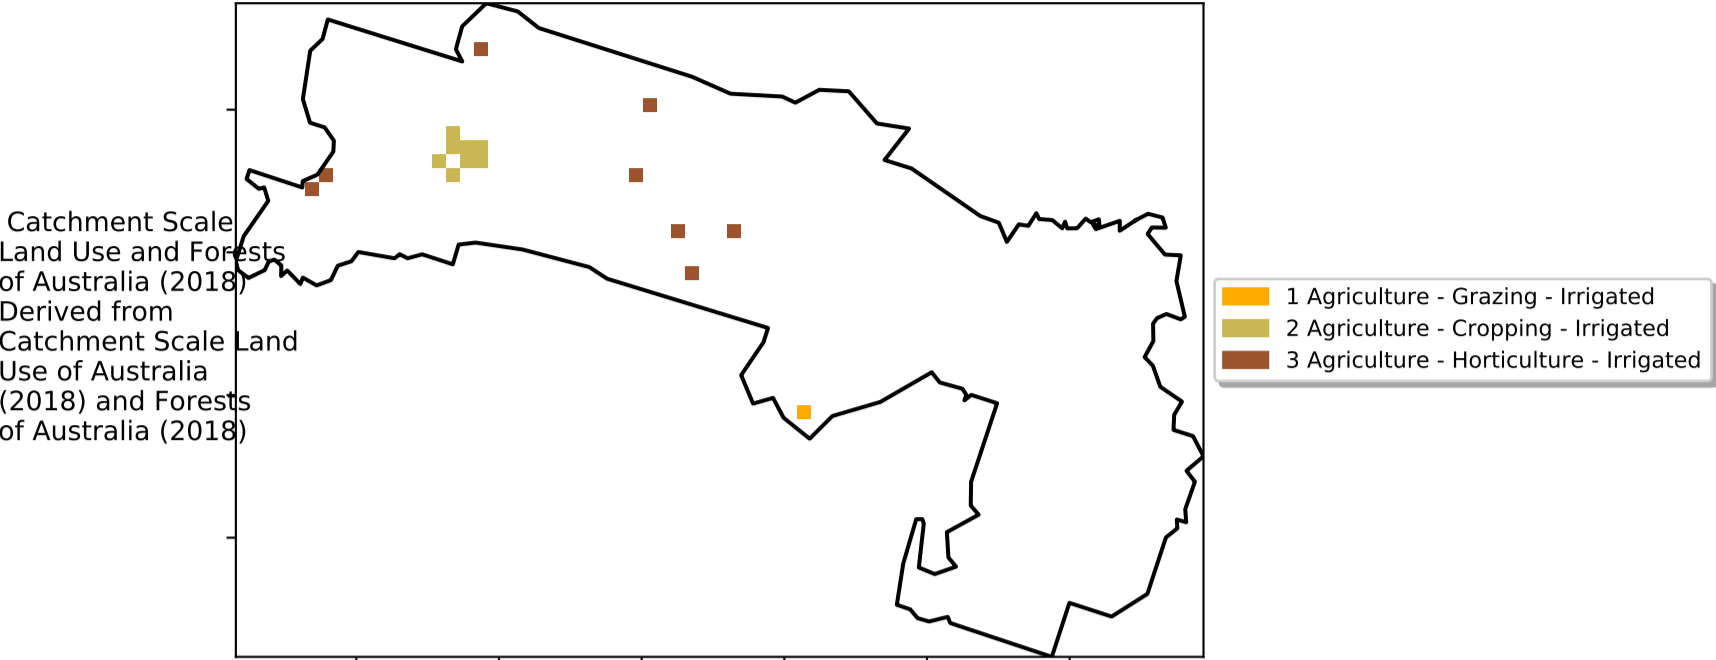 Catchment Scale
Land Use and Forests
of Australia (2018)
Derived from
Catchment Scale Land
Use of Australia
(2018) and Forests
of Australia (2018)
1 Agriculture - Grazing - Irrigated
2 Agriculture - Cropping - Irrigated
3 Agriculture - Horticulture - Irrigated